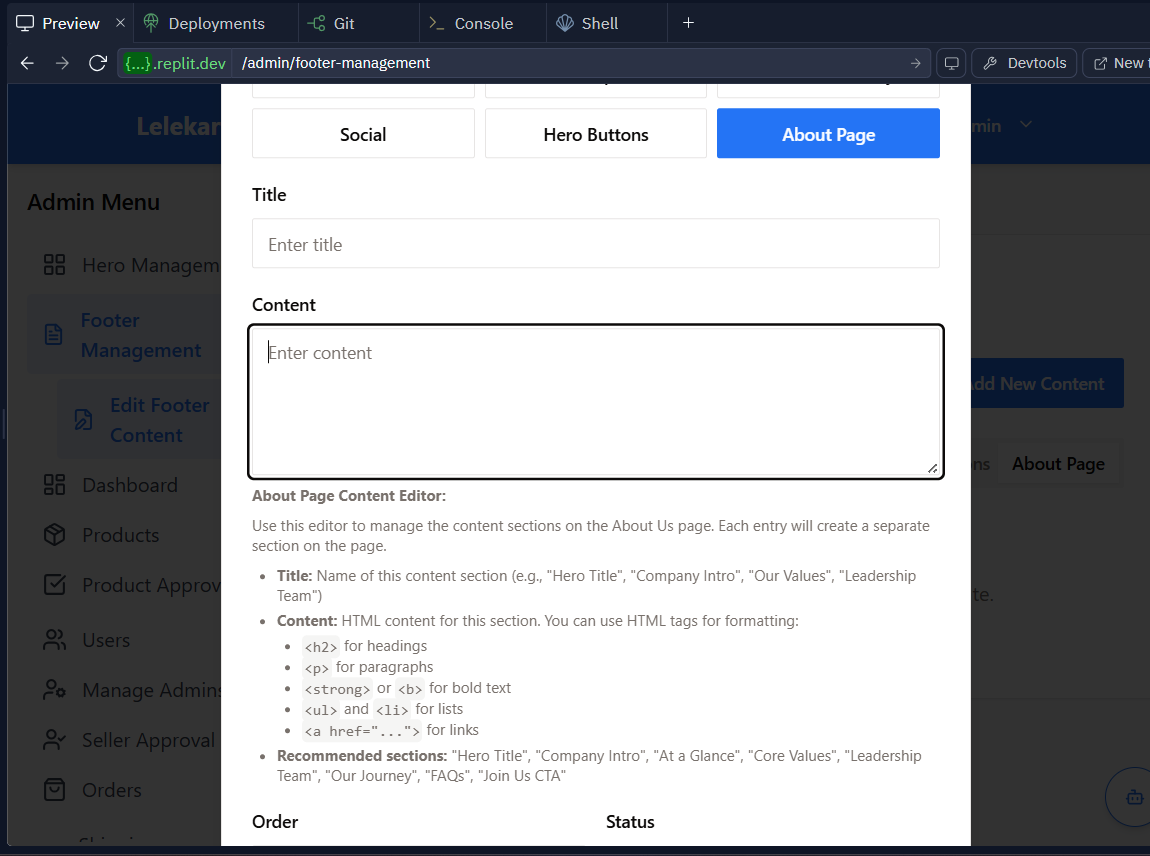 Preview
Deployments
Git
Console
Shell
{...}.replit.dev
/admin/footer-management
Devtools
New
Lelekar
min
Social
Hero Buttons
About Page
Admin Menu
Hero Managem
Footer
Management
Edit Footer
Content
Dashboard
Products
Product Approv
Users
Manage Admins
Seller Approval
Orders
Title
Enter title
Content
Enter content
About Page Content Editor:
Use this editor to manage the content sections on the About Us page. Each entry will create a separate
section on the page.
Title: Name of this content section (e.g., "Hero Title", "Company Intro", "Our Values", "Leadership
Team")
Content: HTML content for this section. You can use HTML tags for formatting:
<h2> for headings
<p> for paragraphs
<strong> or <b> for bold text
<ul> and <li> for lists
<a href="..."> for links
Recommended sections: "Hero Title", "Company Intro", "At a Glance", "Core Values", "Leadership
Team", "Our Journey", "FAQs", "Join Us CTA"
Order
Status
dd New Content
ns
About Page
te.